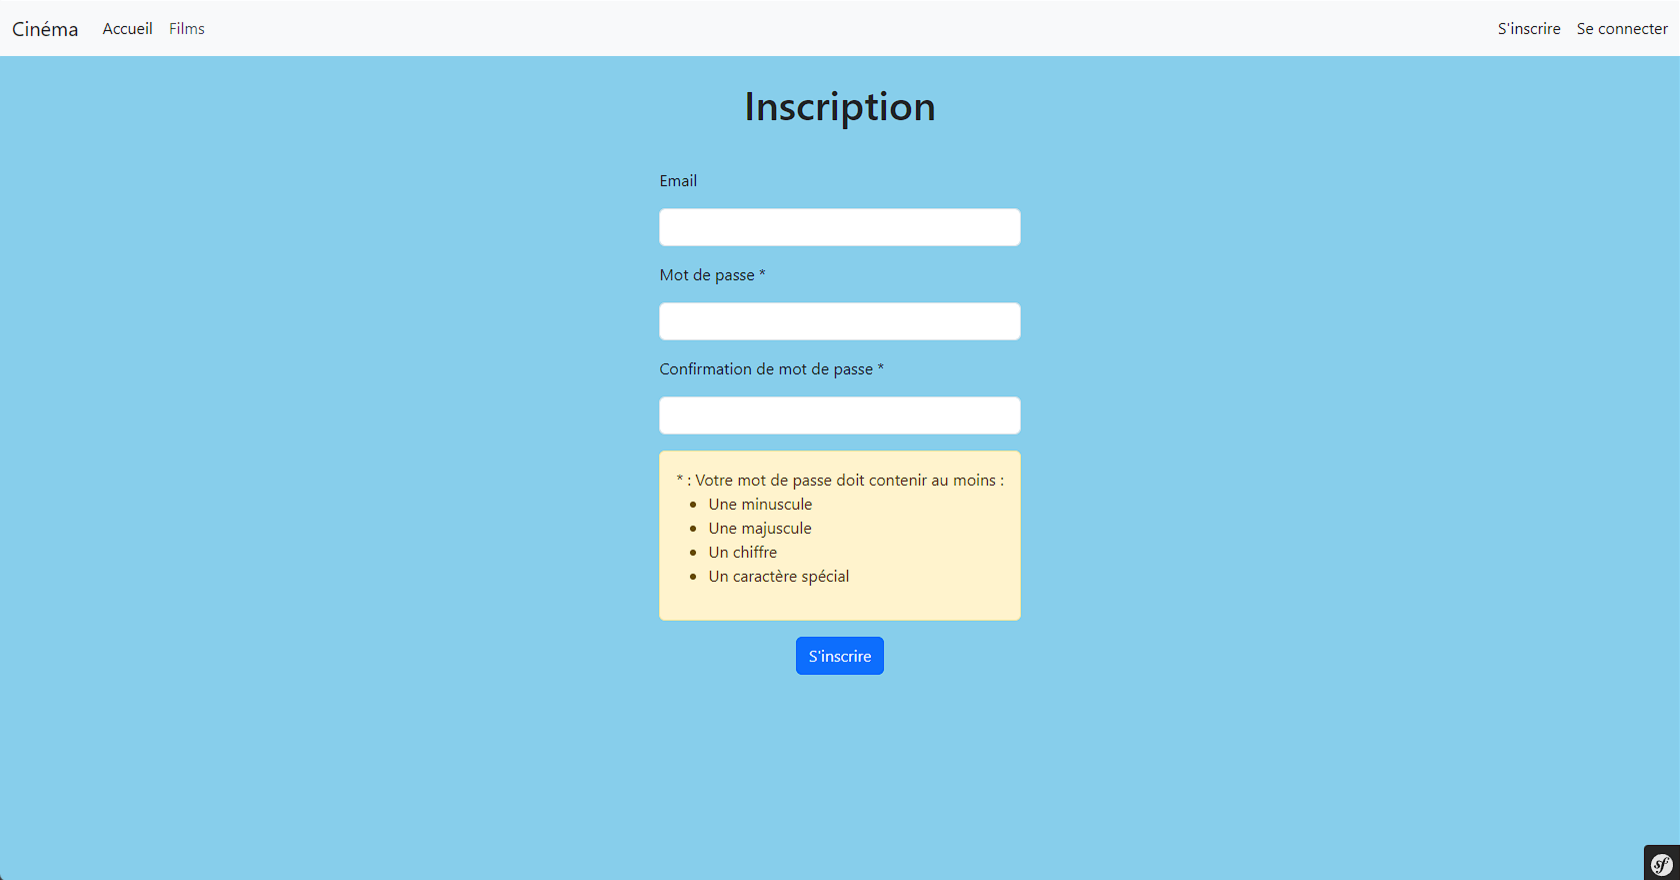 Cinéma Accueil Films S'inscrire Se connecter
Inscription
Email
Mot de passe *
Confirmation de mot de passe *
* : Votre mot de passe doit contenir au moins :
• Une minuscule
• Une majuscule
• Un chiffre
• Un caractère spécial
S'inscrire
sf